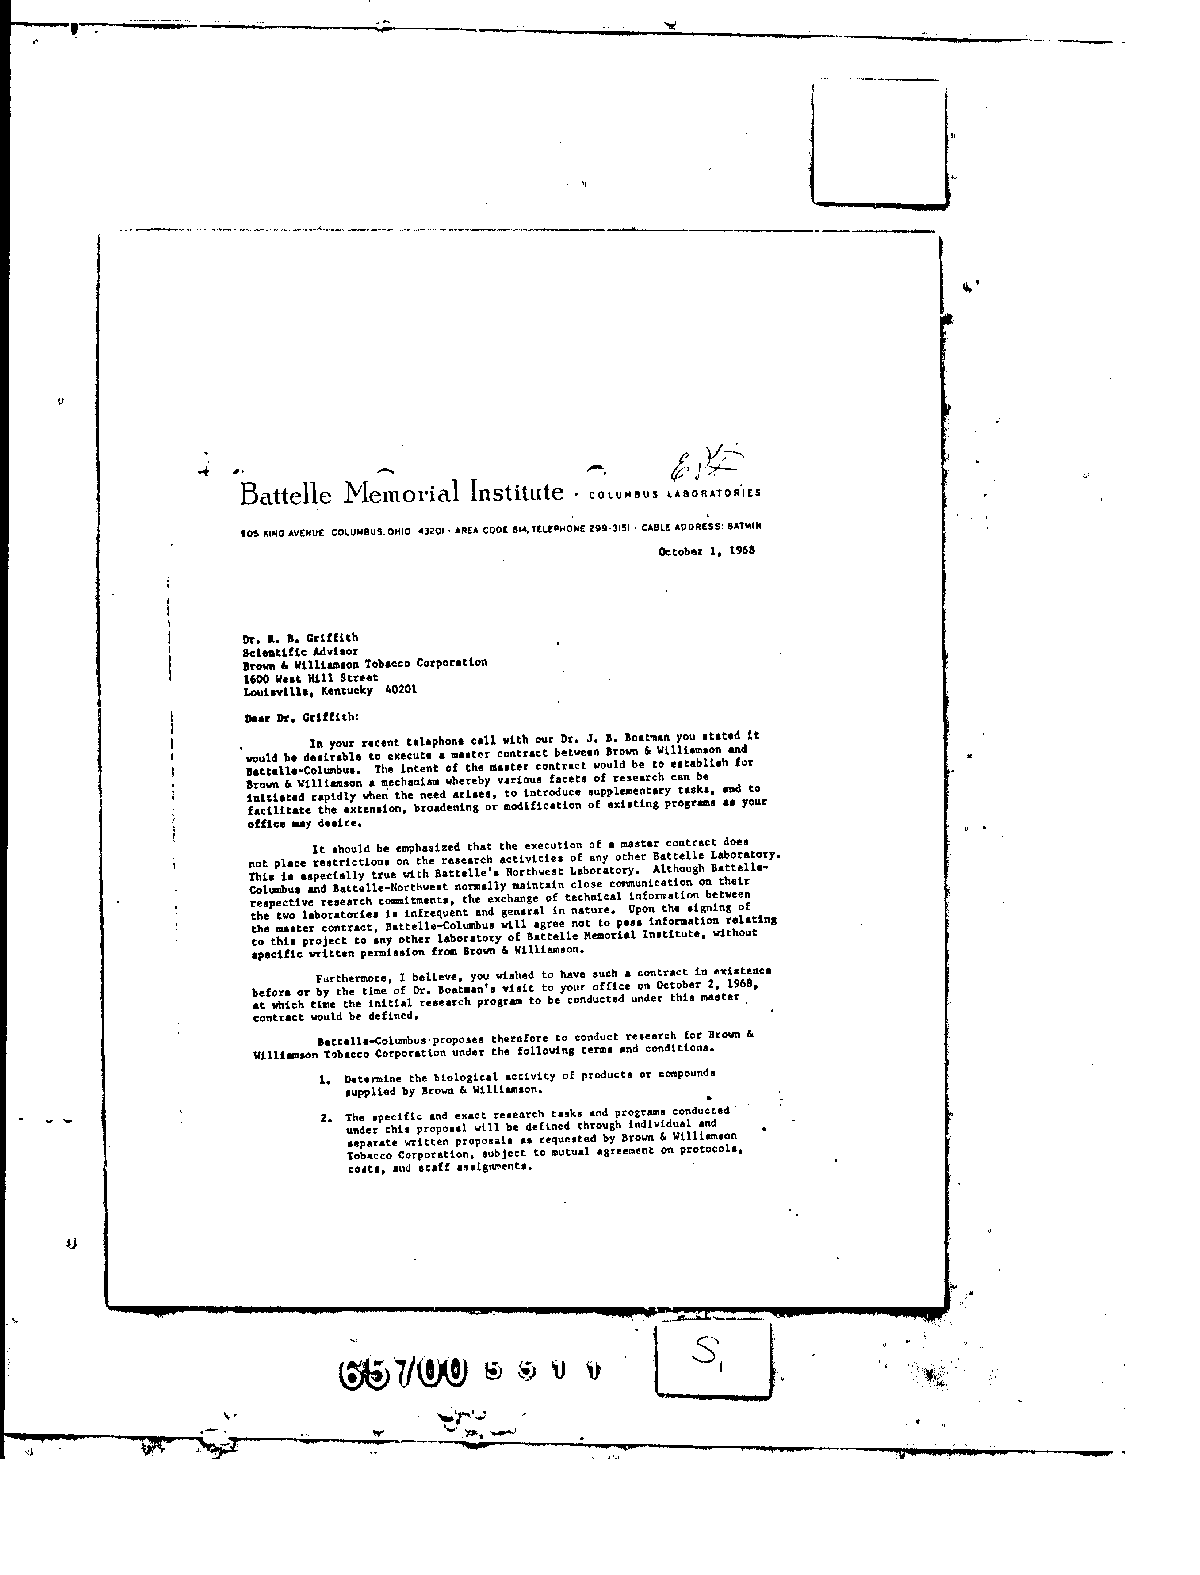 Battelle Memorial Institute • COLUMBUS LABORATORIES
505 KING AVENUE COLUMBUS, OHIO 43201 • AREA CODE 614, TELEPHONE 299-3151 • CABLE ADDRESS: BATMIN
October 1, 1968
Dr. R. B. Griffith
Scientific Advisor
Brown & Williamson Tobacco Corporation
1600 West Hill Street
Louisville, Kentucky 40201
Dear Dr. Griffith:
In your recent telephone call with our Dr. J. B. Boatman you stated it
would be desirable to execute a master contract between Brown & Williamson and
Battelle-Columbus. The intent of the master contract would be to establish for
Brown & Williamson a mechanism whereby various facets of research can be
initiated rapidly when the need arises, to introduce supplementary tasks, and to
facilitate the extension, broadening or modification of existing programs as your
office may desire.
It should be emphasized that the execution of a master contract does
not place restrictions on the research activities of any other Battelle Laboratory.
This is especially true with Battelle's Northwest Laboratory. Although Battelle-
Columbus and Battelle-Northwest normally maintain close communication on their
respective research commitments, the exchange of technical information between
the two laboratories is infrequent and general in nature. Upon the signing of
the master contract, Battelle-Columbus will agree not to pass information relating
to this project to any other laboratory of Battelle Memorial Institute, without
specific written permission from Brown & Williamson.
Furthermore, I believe, you wished to have such a contract in existence
before or by the time of Dr. Boatman's visit to your office on October 2, 1968,
at which time the initial research program to be conducted under this master
contract would be defined.
Battelle-Columbus proposes therefore to conduct research for Brown &
Williamson Tobacco Corporation under the following terms and conditions.
1. Determine the biological activity of products or compounds
supplied by Brown & Williamson.
2. The specific and exact research tasks and programs conducted
under this proposal will be defined through individual and
separate written proposals as requested by Brown & Williamson
Tobacco Corporation, subject to mutual agreement on protocols,
costs, and staff assignments.
S1